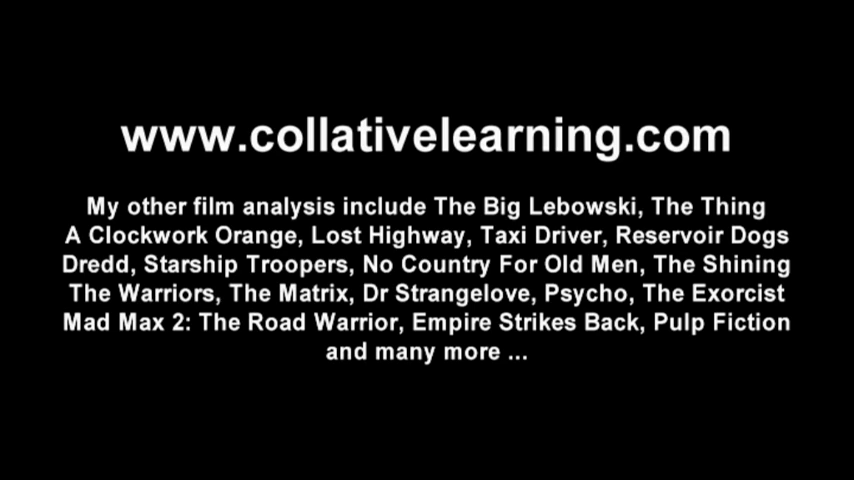 www.collativelearning.com
My other film analysis include The Big Lebowski, The Thing
A Clockwork Orange, Lost Highway, Taxi Driver, Reservoir Dogs
Dredd, Starship Troopers, No Country For Old Men, The Shining
The Warriors, The Matrix, Dr Strangelove, Psycho, The Exorcist
Mad Max 2: The Road Warrior, Empire Strikes Back, Pulp Fiction
and many more ...